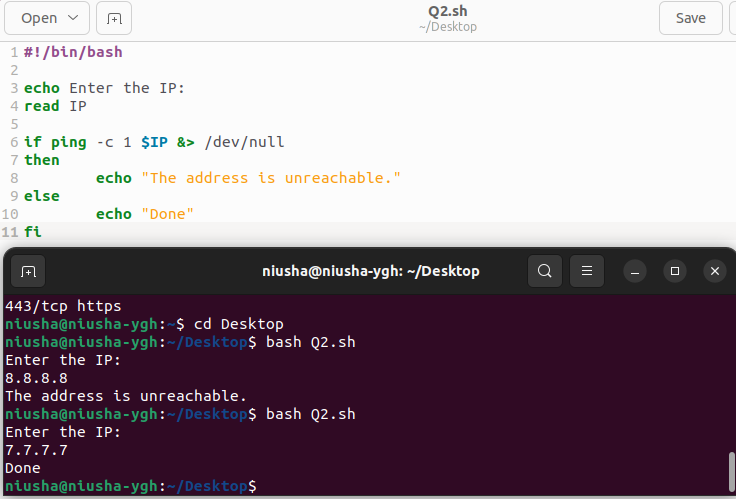 Open
Q2.sh
~/Desktop
Save
1 #!/bin/bash
2
3 echo Enter the IP:
4 read IP
5
6 if ping -c 1 $IP &> /dev/null
7 then
8         echo "The address is unreachable."
9 else
10         echo "Done"
11 fi
niusha@niusha-ygh: ~/Desktop
443/tcp https
niusha@niusha-ygh:~$ cd Desktop
niusha@niusha-ygh:~/Desktop$ bash Q2.sh
Enter the IP:
8.8.8.8
The address is unreachable.
niusha@niusha-ygh:~/Desktop$ bash Q2.sh
Enter the IP:
7.7.7.7
Done
niusha@niusha-ygh:~/Desktop$